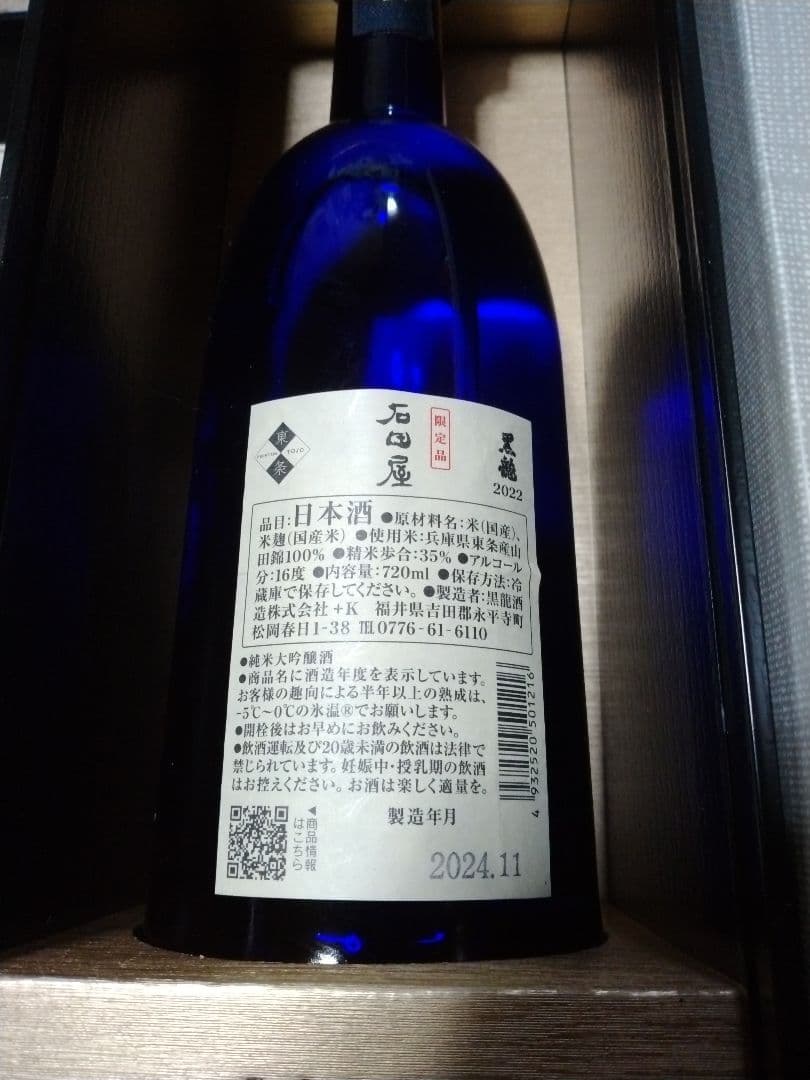 黒龍
2022
限定品
石田屋
東条
TOJO
品目:日本酒 ●原材料名:米(国産)、
米麹(国産米) ●使用米:兵庫県東条産山
田錦100% ●精米歩合:35% ●アルコール
分:16度 ●内容量:720ml ●保存方法:冷
蔵庫で保存してください。 ●製造者:黒龍酒
造株式会社+K 福井県吉田郡永平寺町
松岡春日1-38 ℡0776-61-6110
●純米大吟醸酒
●商品名に酒造年度を表示しています。
お客様の趣向による半年以上の熟成は、
-5℃〜0℃の氷温®でお願いします。
●開栓後はお早めにお飲みください。
●飲酒運転及び20歳未満の飲酒は法律で
禁じられています。妊娠中・授乳期の飲酒
はお控えください。お酒は楽しく適量を。
4 932520 501216
◀商品情報
はこちら
製造年月
2024.11